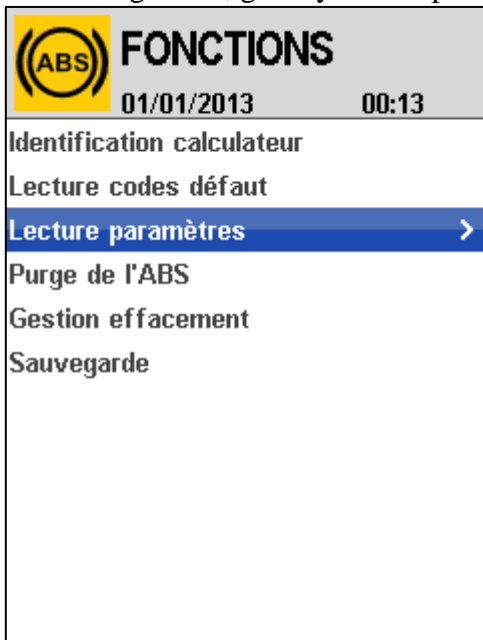 ABS
FONCTIONS
01/01/2013 00:13
Identification calculateur
Lecture codes défaut
Lecture paramètres >
Purge de l'ABS
Gestion effacement
Sauvegarde